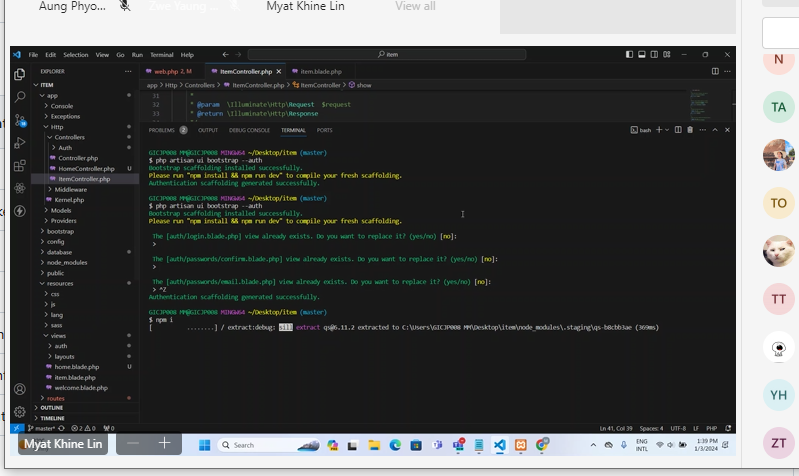 Aung Phyo...
Myat Khine Lin
View all
File Edit Selection View Go Run Terminal Help
item
EXPLORER
web.php 2, M
ItemController.php
item.blade.php
app > Http > Controllers > ItemController.php > ItemController > show
ITEM
app
Console
Exceptions
Http
Controllers
Auth
Controller.php
HomeController.php U
ItemController.php
Middleware
Kernel.php
Models
Providers
bootstrap
config
database
node_modules
public
resources
css
js
lang
sass
views
auth
layouts
home.blade.php U
item.blade.php
welcome.blade.php
routes
OUTLINE
TIMELINE
31 *
32 * @param \Illuminate\Http\Request $request
33 * @return \Illuminate\Http\Response
PROBLEMS 2 OUTPUT DEBUG CONSOLE TERMINAL PORTS
bash
GICJP008 MM@GICJP008 MINGW64 ~/Desktop/item (master)
$ php artisan ui bootstrap --auth
Bootstrap scaffolding installed successfully.
Please run "npm install && npm run dev" to compile your fresh scaffolding.
Authentication scaffolding generated successfully.
GICJP008 MM@GICJP008 MINGW64 ~/Desktop/item (master)
$ php artisan ui bootstrap --auth
Bootstrap scaffolding installed successfully.
Please run "npm install && npm run dev" to compile your fresh scaffolding.
The [auth/login.blade.php] view already exists. Do you want to replace it? (yes/no) [no]:
>
The [auth/passwords/confirm.blade.php] view already exists. Do you want to replace it? (yes/no) [no]:
>
The [auth/passwords/email.blade.php] view already exists. Do you want to replace it? (yes/no) [no]:
> ^Z
Authentication scaffolding generated successfully.
GICJP008 MM@GICJP008 MINGW64 ~/Desktop/item (master)
$ npm i
[ ........] / extract:debug: sill extract qs@6.11.2 extracted to C:\Users\GICJP008 MM\Desktop\item\node_modules\.staging\qs-b8cbb3ae (369ms)
master* 2 0 0
Ln 41, Col 39 Spaces: 4 UTF-8 LF PHP
Myat Khine Lin
Search
ENG
INTL
1:39 PM
1/3/2024
N
TA
TO
TT
YH
ZT